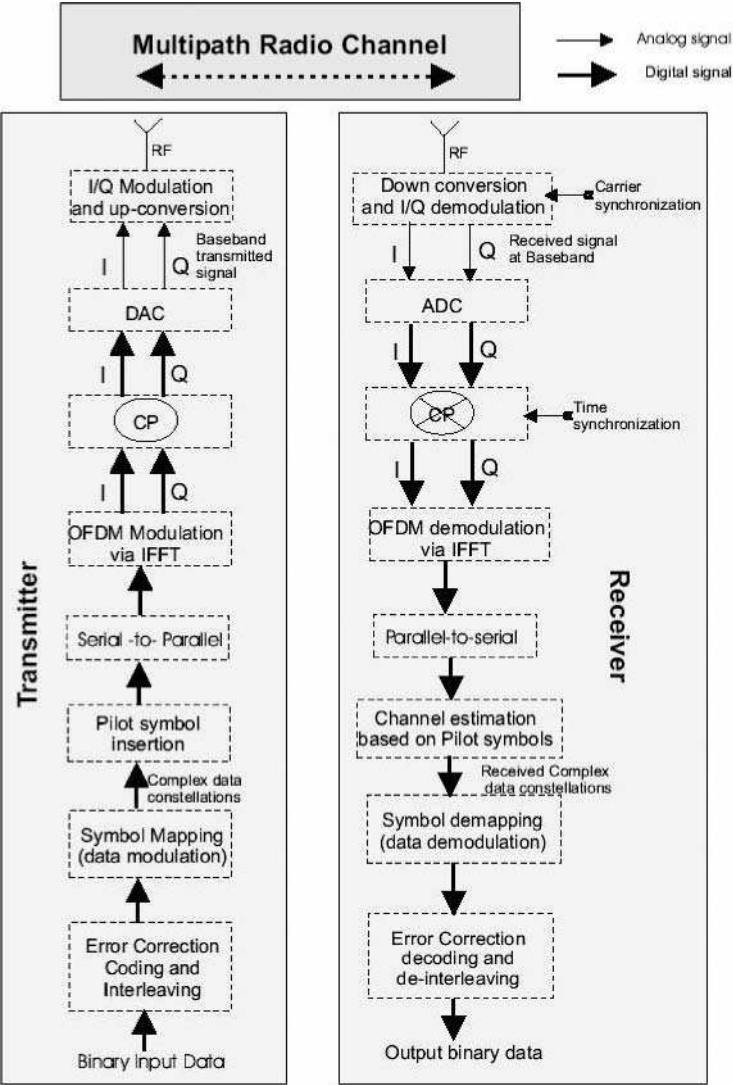 Multipath Radio Channel
Analog signal
Digital signal
Transmitter
RF
I/Q Modulation
and up-conversion
I
Q
Baseband
transmitted
signal
DAC
I
Q
CP
I
Q
OFDM Modulation
via IFFT
Serial -to- Parallel
Pilot symbol
insertion
Complex data
constellations
Symbol Mapping
(data modulation)
Error Correction
Coding and
Interleaving
Binary Input Data
Receiver
RF
Down conversion
and I/Q demodulation
Carrier
synchronization
I
Q
Received signal
at Baseband
ADC
I
Q
CP
Time
synchronization
I
Q
OFDM demodulation
via IFFT
Parallel-to-serial
Channel estimation
based on Pilot symbols
Received Complex
data constellations
Symbol demapping
(data demodulation)
Error Correction
decoding and
de-interleaving
Output binary data